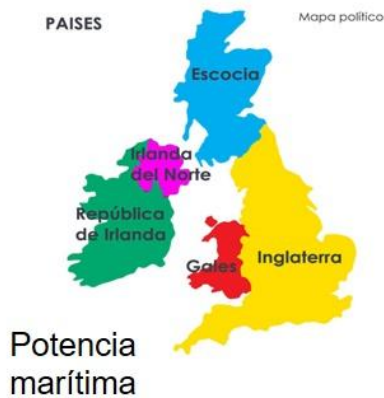 PAISES
Mapa político
Escocia
Irlanda
del Norte
República
de Irlanda
Gales
Inglaterra
Potencia
marítima